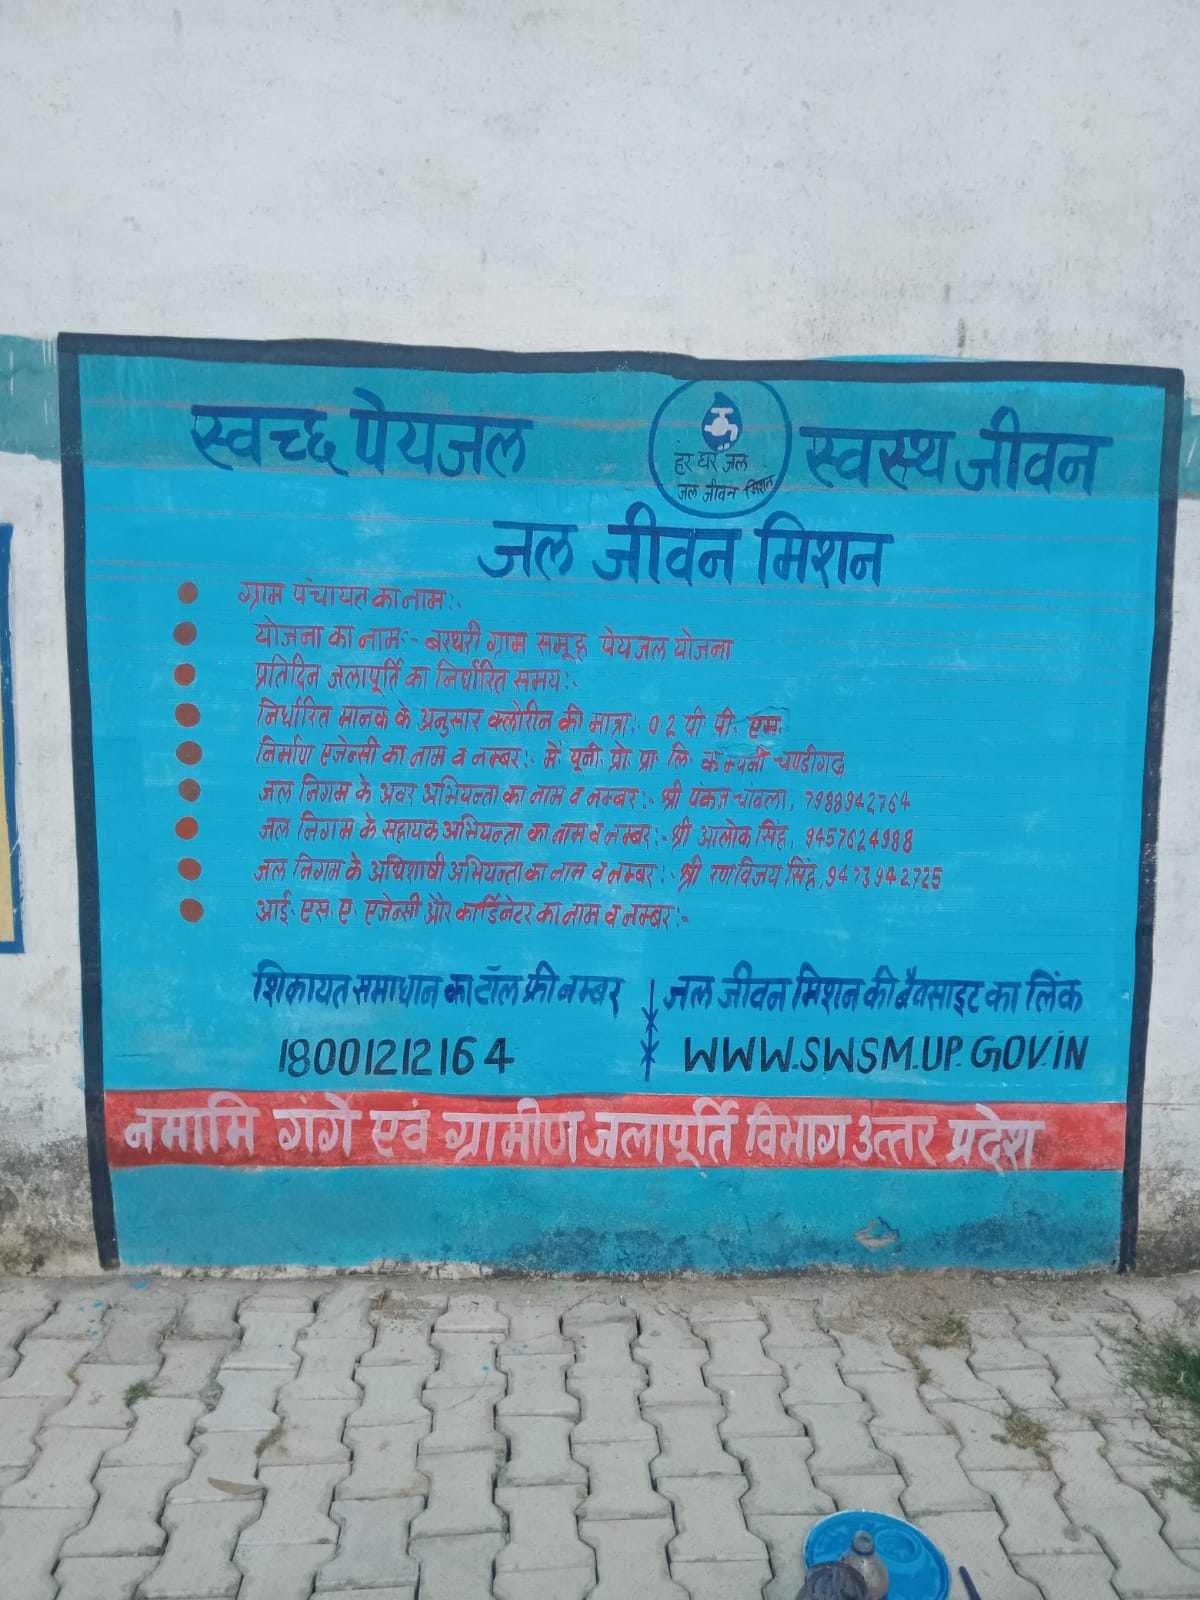 स्वच्छ पेयजल
हर घर जल
जल जीवन मिशन
स्वस्थ जीवन
जल जीवन मिशन
ग्राम पंचायत का नाम:-
योजना का नाम:- बरथरी ग्राम समूह पेयजल योजना
प्रतिदिन जलापूर्ति का निर्धारित समय:-
निर्धारित मानक के अनुसार क्लोरीन की मात्रा:- 0.2 पी. पी. एम.
निर्माण एजेन्सी का नाम व नम्बर:- में. यूनी. प्रो. प्रा. लि. कम्पनी चण्डीगढ़
जल निगम के अवर अभियन्ता का नाम व नम्बर:- श्री पंकज चांवला, 7988942764
जल निगम के सहायक अभियन्ता का नाम व नम्बर:- श्री आलोक सिंह, 9457624988
जल निगम के अधिशाषी अभियन्ता का नाम व नम्बर:- श्री रणविजय सिंह, 9473942725
आई. एस. ए. एजेन्सी और कार्डिनेटर का नाम व नम्बर:-
शिकायत समाधान का टॉल फ्री नम्बर
18001212164
जल जीवन मिशन की बैवसाइट का लिंक
WWW.SWSM.UP.GOV.IN
नमामि गंगे एवं ग्रामीण जलापूर्ति विभाग उत्तर प्रदेश